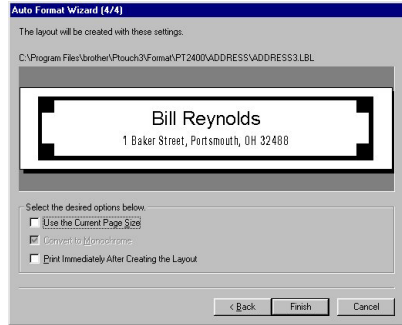 Auto Format Wizard (4/4)
The layout will be created with these settings.
C:\Program Files\brother\Ptouch3\Format\PT2400\ADDRESS\ADDRESS3.LBL
Bill Reynolds
1 Baker Street, Portsmouth, OH 32488
Select the desired options below.
Use the Current Page Size
Convert to Monochrome
Print Immediately After Creating the Layout
< Back Finish Cancel